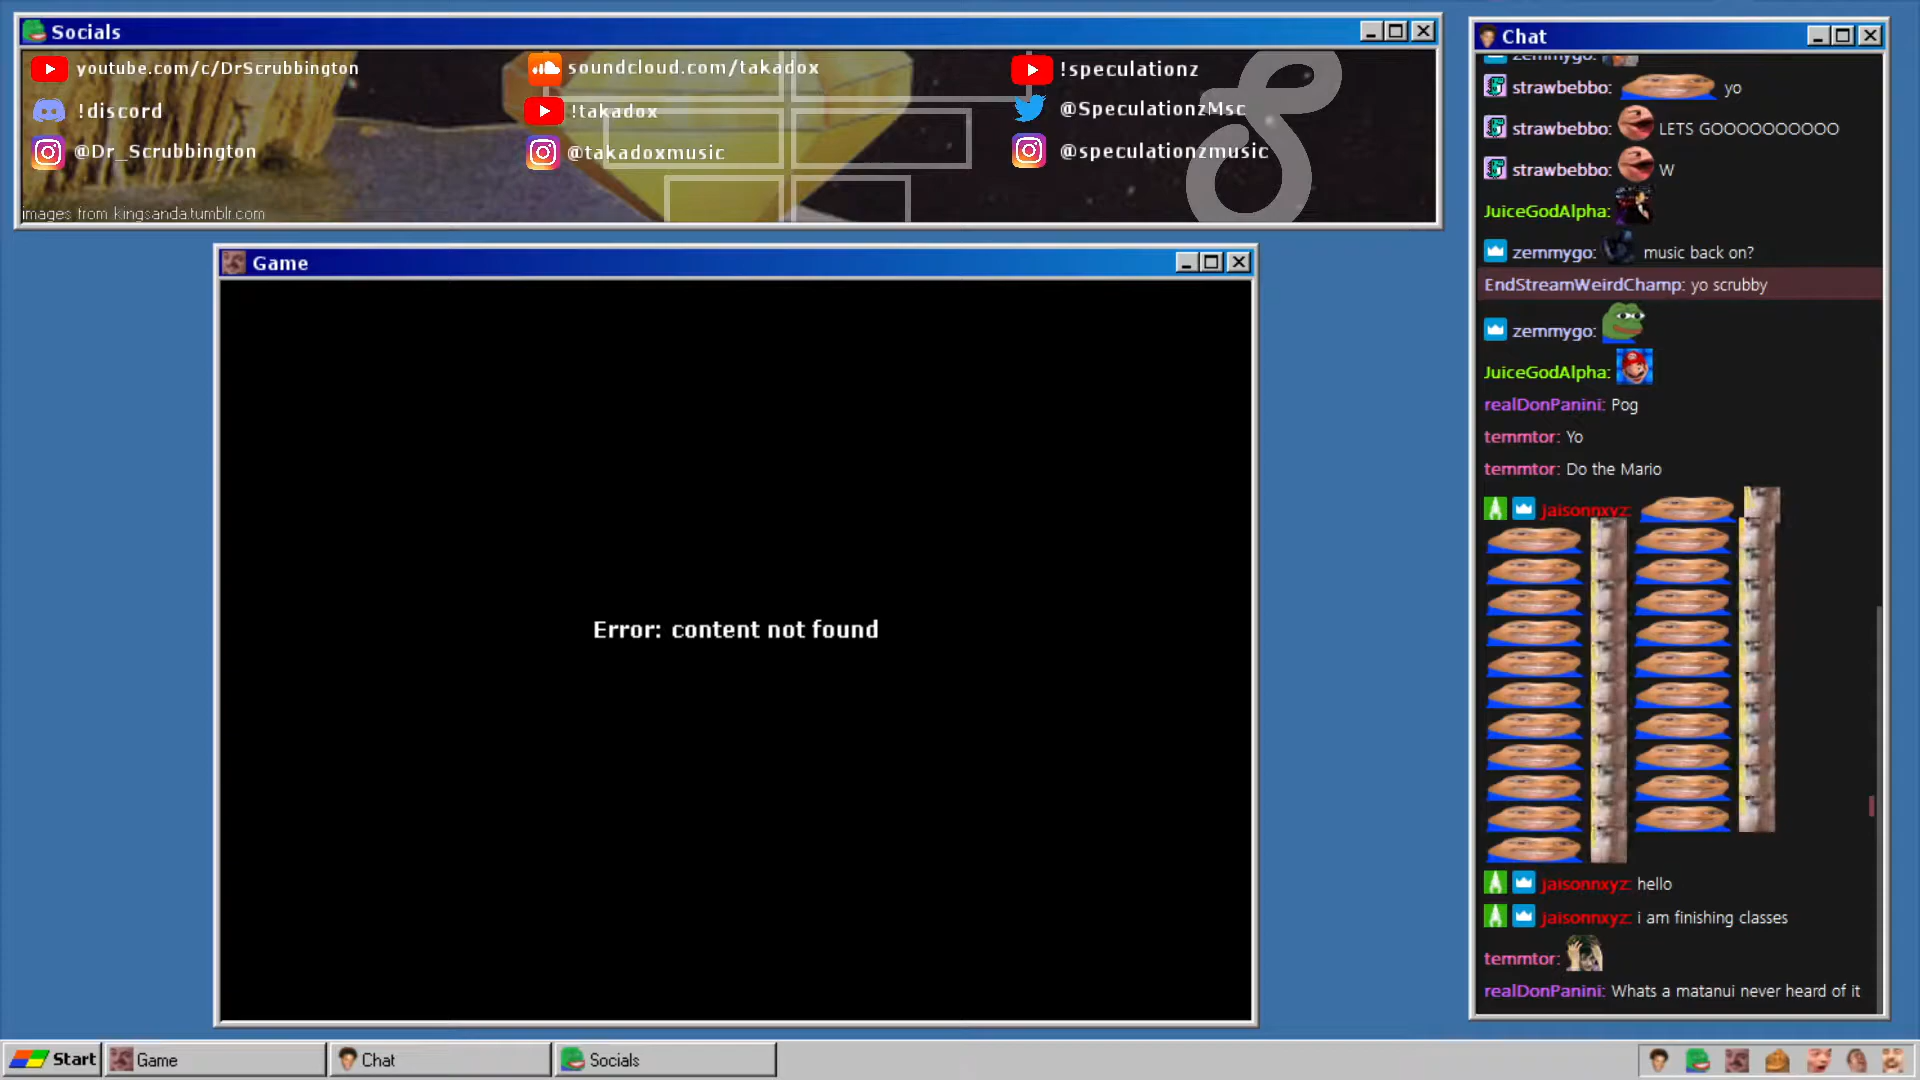 Socials
youtube.com/c/DrScrubbington
soundcloud.com/takadox
!speculationz
!discord
!takadox
@SpeculationzMsc
@Dr_Scrubbington
@takadoxmusic
@speculationzmusic
images from kingsanda.tumblr.com
Game
Error: content not found
Chat
zemmygo:
strawbebbo: yo
strawbebbo: LETS GOOOOOOOOOO
strawbebbo: W
JuiceGodAlpha:
zemmygo: music back on?
EndStreamWeirdChamp: yo scrubby
zemmygo:
JuiceGodAlpha:
realDonPanini: Pog
temmtor: Yo
temmtor: Do the Mario
jaisonnxyz:
jaisonnxyz: hello
jaisonnxyz: i am finishing classes
temmtor:
realDonPanini: Whats a matanui never heard of it
Start
Game
Chat
Socials